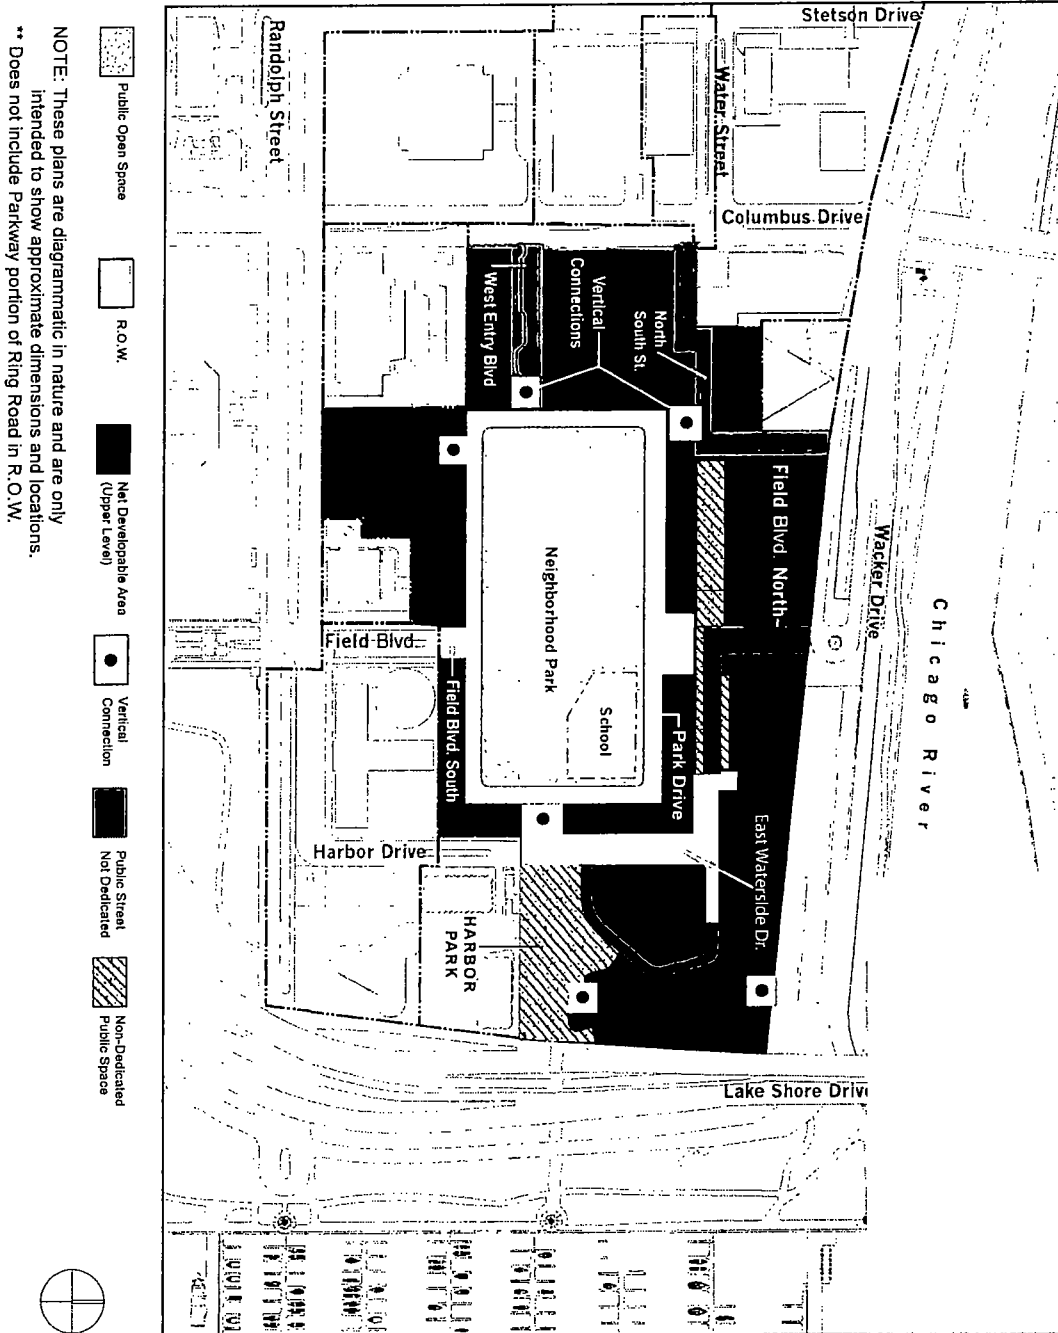 Stetson Drive
Randolph Street
Water Street
Columbus Drive
West Entry Blvd
Vertical
Connections
North
South St.
Field Blvd. North
Wacker Drive
Chicago River
Neighborhood Park
School
Field Blvd.
Field Blvd. South
Park Drive
East Waterside Dr.
Harbor Drive
HARBOR
PARK
Lake Shore Drive
Public Open Space
R.O.W.
Net Developable Area
(Upper Level)
Vertical
Connection
Public Street
Not Dedicated
Non-Dedicated
Public Space
NOTE: These plans are diagrammatic in nature and are only
intended to show approximate dimensions and locations.
** Does not include Parkway portion of Ring Road in R.O.W.